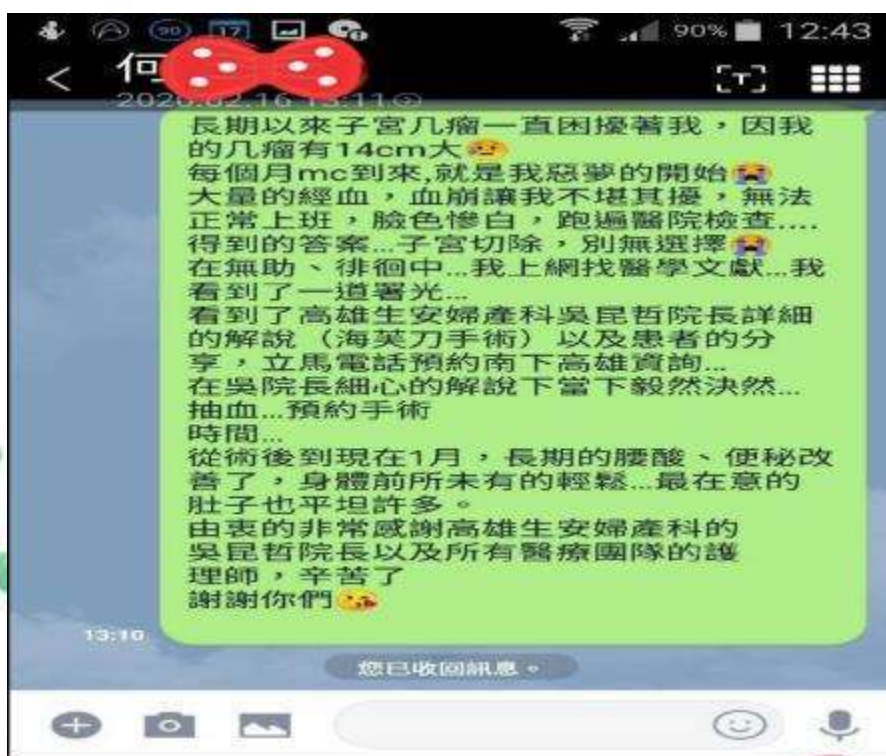 90 17 90% 12:43
何
2020.02.16 13:11
長期以來子宮几瘤一直困擾著我，因我
的几瘤有14cm大🤕
每個月mc到來,就是我惡夢的開始😭
大量的經血，血崩讓我不堪其擾，無法
正常上班，臉色慘白，跑遍醫院檢查....
得到的答案...子宮切除，別無選擇😭
在無助、徘徊中...我上網找醫學文獻...我
看到了一道署光...
看到了高雄生安婦產科吳昆哲院長詳細
的解說（海芙刀手術）以及患者的分
享，立馬電話預約南下高雄資詢...
在吳院長細心的解說下當下毅然決然...
抽血...預約手術
時間...
從術後到現在1月，長期的腰酸、便秘改
善了，身體前所未有的輕鬆...最在意的
肚子也平坦許多。
由衷的非常感謝高雄生安婦產科的
吳昆哲院長以及所有醫療團隊的護
理師，辛苦了
謝謝你們😘
13:10
您已收回訊息。